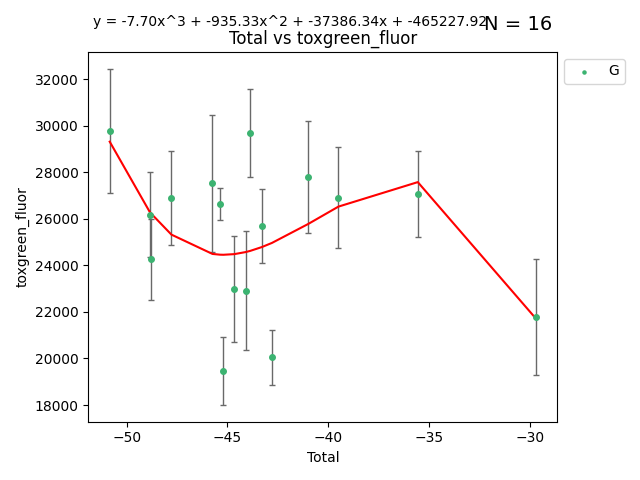 y = -7.70x^3 + -935.33x^2 + -37386.34x + -465227.92
N = 16
Total vs toxgreen_fluor
G
32000
30000
28000
26000
24000
22000
20000
18000
toxgreen_fluor
−50
−45
−40
−35
−30
Total